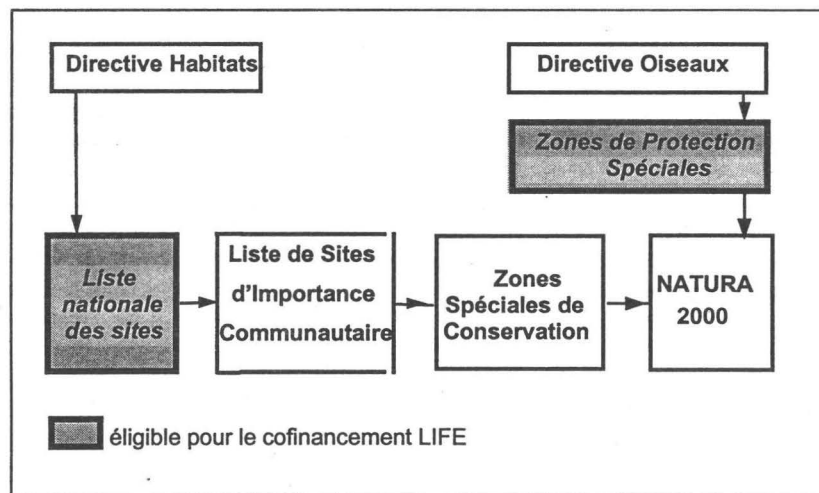 Directive Habitats
Directive Oiseaux
Zones de Protection
Spéciales
Liste
nationale
des sites
Liste de Sites
d'Importance
Communautaire
Zones
Spéciales de
Conservation
NATURA
2000
éligible pour le cofinancement LIFE